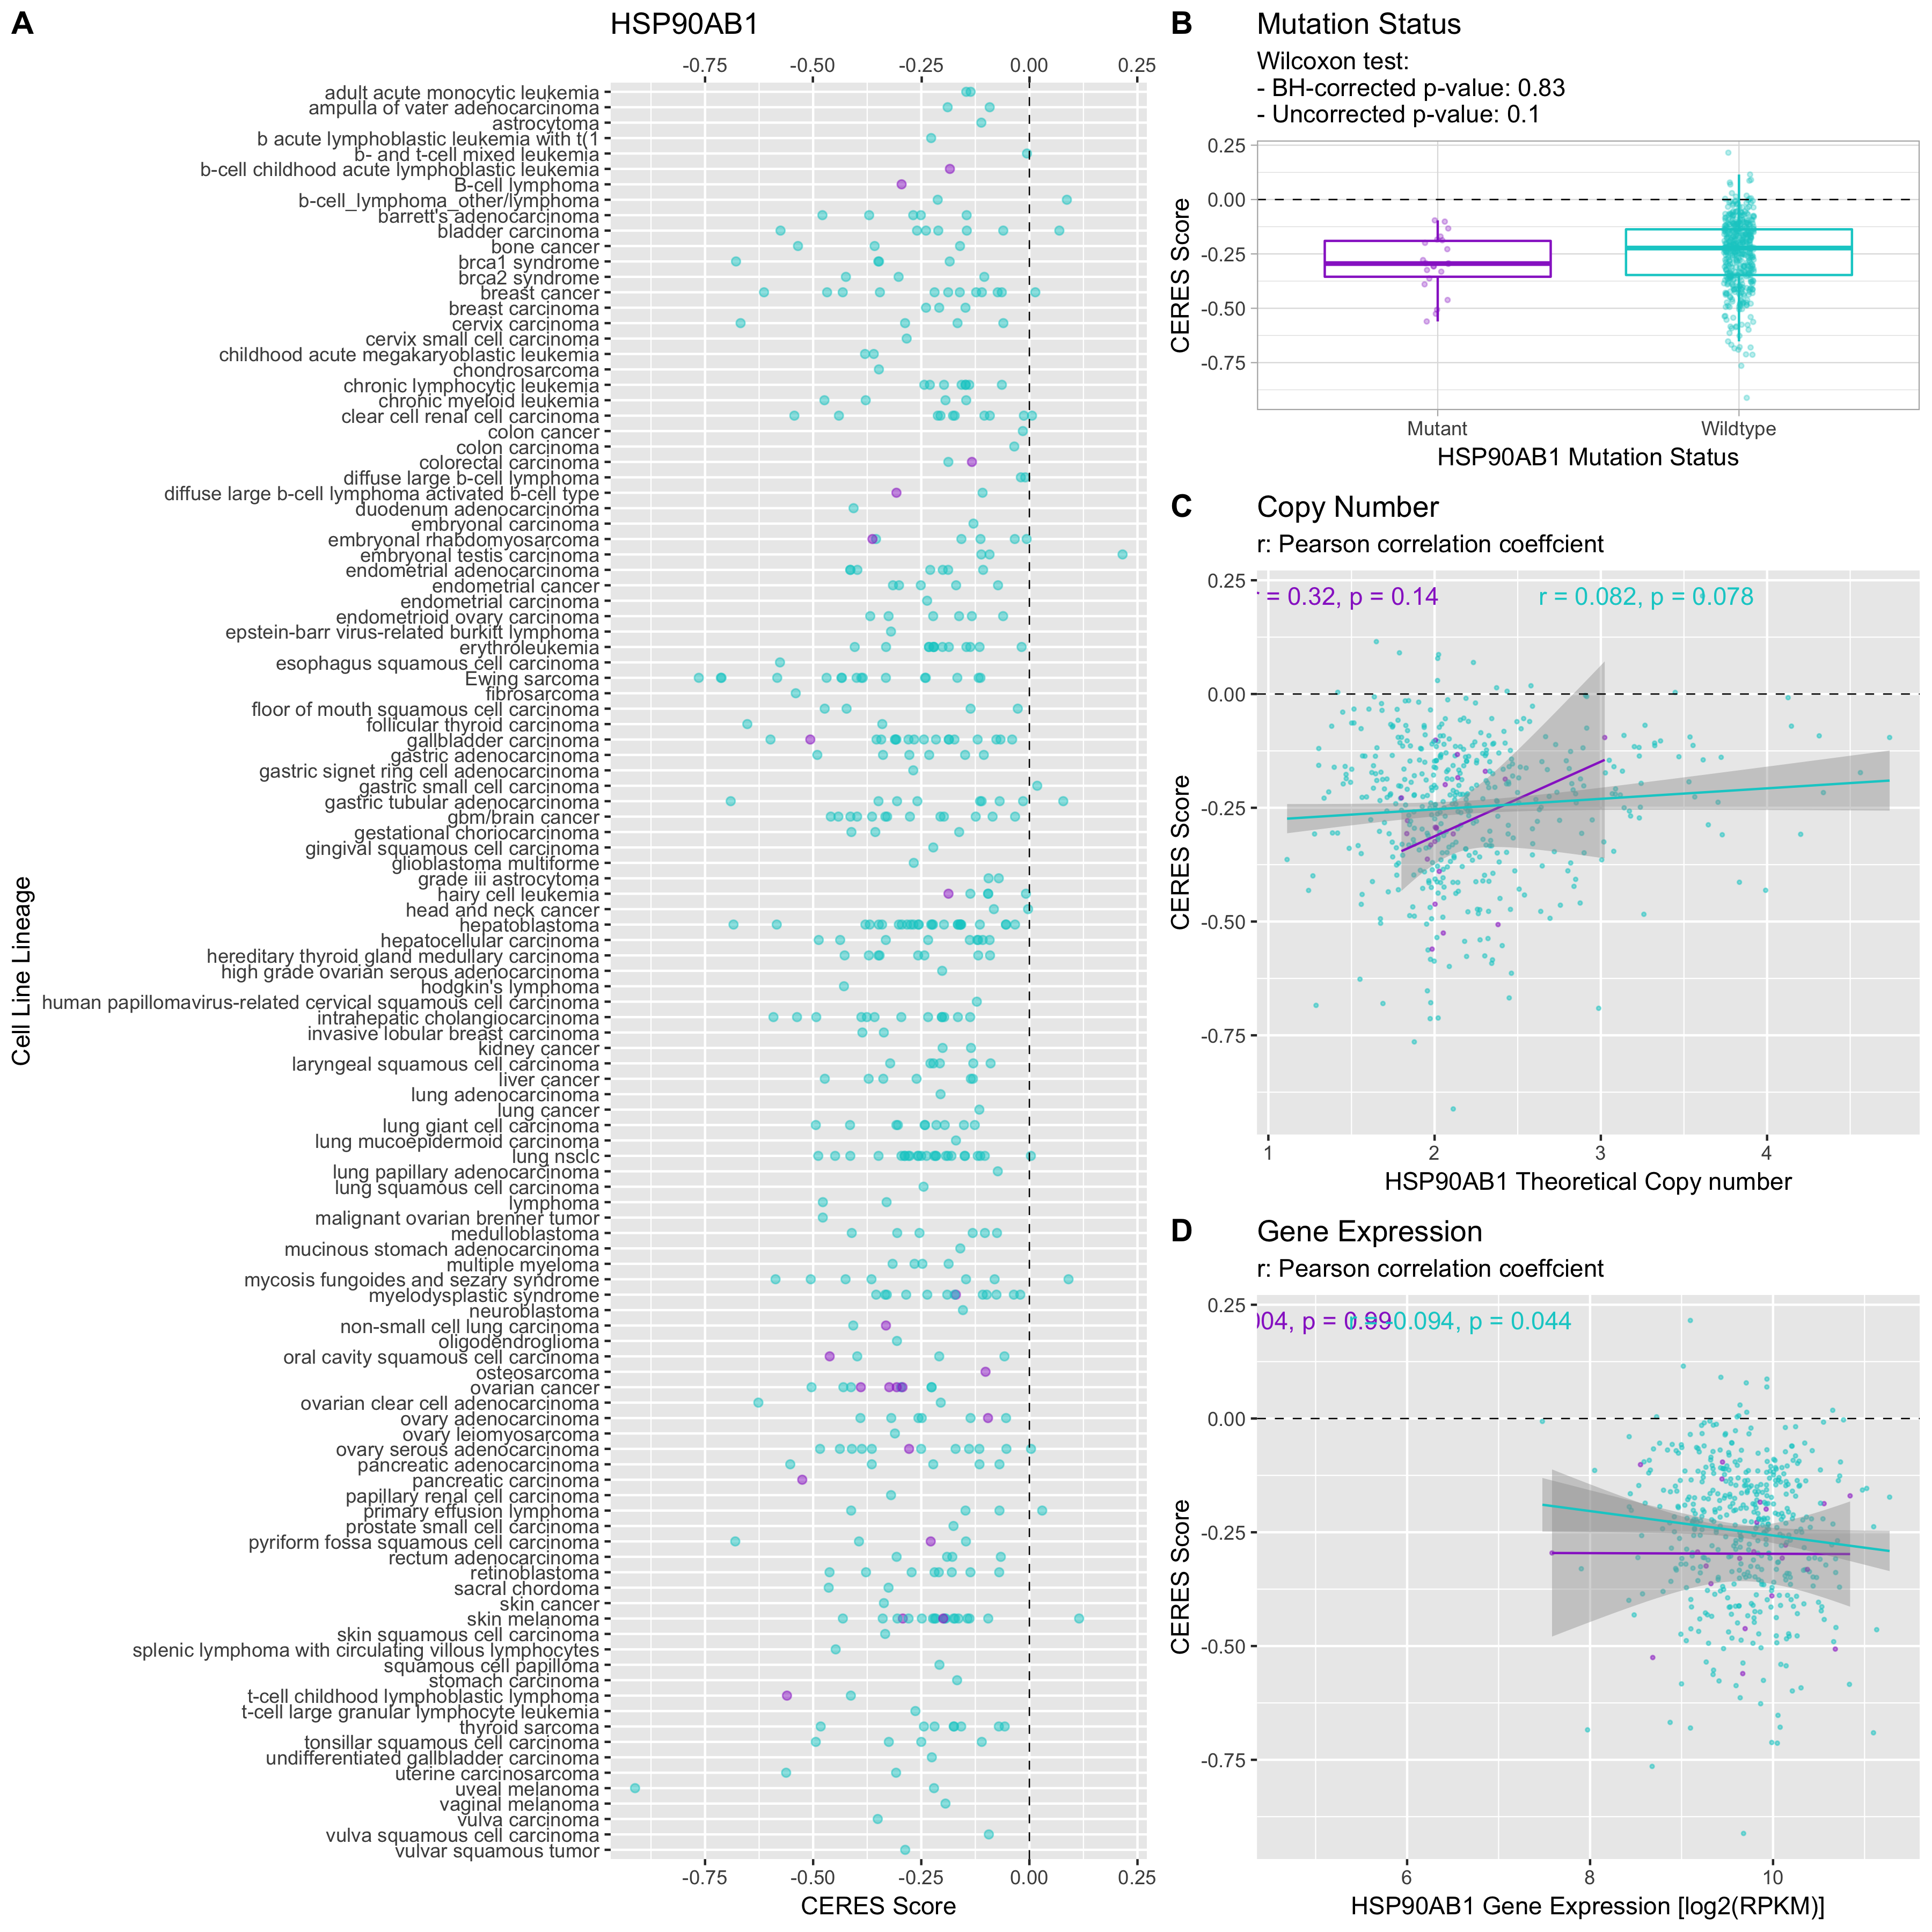 A
HSP90AB1
-0.75 -0.50 -0.25 0.00 0.25
adult acute monocytic leukemia
ampulla of vater adenocarcinoma
astrocytoma
b acute lymphoblastic leukemia with t(1
b- and t-cell mixed leukemia
b-cell childhood acute lymphoblastic leukemia
B-cell lymphoma
b-cell_lymphoma_other/lymphoma
barrett's adenocarcinoma
bladder carcinoma
bone cancer
brca1 syndrome
brca2 syndrome
breast cancer
breast carcinoma
cervix carcinoma
cervix small cell carcinoma
childhood acute megakaryoblastic leukemia
chondrosarcoma
chronic lymphocytic leukemia
chronic myeloid leukemia
clear cell renal cell carcinoma
colon cancer
colon carcinoma
colorectal carcinoma
diffuse large b-cell lymphoma
diffuse large b-cell lymphoma activated b-cell type
duodenum adenocarcinoma
embryonal carcinoma
embryonal rhabdomyosarcoma
embryonal testis carcinoma
endometrial adenocarcinoma
endometrial cancer
endometrial carcinoma
endometrioid ovary carcinoma
epstein-barr virus-related burkitt lymphoma
erythroleukemia
esophagus squamous cell carcinoma
Ewing sarcoma
fibrosarcoma
floor of mouth squamous cell carcinoma
follicular thyroid carcinoma
gallbladder carcinoma
gastric adenocarcinoma
gastric signet ring cell adenocarcinoma
gastric small cell carcinoma
gastric tubular adenocarcinoma
gbm/brain cancer
gestational choriocarcinoma
gingival squamous cell carcinoma
glioblastoma multiforme
grade iii astrocytoma
hairy cell leukemia
head and neck cancer
hepatoblastoma
hepatocellular carcinoma
hereditary thyroid gland medullary carcinoma
high grade ovarian serous adenocarcinoma
hodgkin's lymphoma
human papillomavirus-related cervical squamous cell carcinoma
intrahepatic cholangiocarcinoma
invasive lobular breast carcinoma
kidney cancer
laryngeal squamous cell carcinoma
liver cancer
lung adenocarcinoma
lung cancer
lung giant cell carcinoma
lung mucoepidermoid carcinoma
lung nsclc
lung papillary adenocarcinoma
lung squamous cell carcinoma
lymphoma
malignant ovarian brenner tumor
medulloblastoma
mucinous stomach adenocarcinoma
multiple myeloma
mycosis fungoides and sezary syndrome
myelodysplastic syndrome
neuroblastoma
non-small cell lung carcinoma
oligodendroglioma
oral cavity squamous cell carcinoma
osteosarcoma
ovarian cancer
ovarian clear cell adenocarcinoma
ovary adenocarcinoma
ovary leiomyosarcoma
ovary serous adenocarcinoma
pancreatic adenocarcinoma
pancreatic carcinoma
papillary renal cell carcinoma
primary effusion lymphoma
prostate small cell carcinoma
pyriform fossa squamous cell carcinoma
rectum adenocarcinoma
retinoblastoma
sacral chordoma
skin cancer
skin melanoma
skin squamous cell carcinoma
splenic lymphoma with circulating villous lymphocytes
squamous cell papilloma
stomach carcinoma
t-cell childhood lymphoblastic lymphoma
t-cell large granular lymphocyte leukemia
thyroid sarcoma
tonsillar squamous cell carcinoma
undifferentiated gallbladder carcinoma
uterine carcinosarcoma
uveal melanoma
vaginal melanoma
vulva carcinoma
vulva squamous cell carcinoma
vulvar squamous tumor
-0.75 -0.50 -0.25 0.00 0.25
CERES Score
Cell Line Lineage
B
Mutation Status
Wilcoxon test:
- BH-corrected p-value: 0.83
- Uncorrected p-value: 0.1
0.25
0.00
-0.25
-0.50
-0.75
CERES Score
Mutant Wildtype
HSP90AB1 Mutation Status
C
Copy Number
r: Pearson correlation coeffcient
= 0.32, p = 0.14 r = 0.082, p = 0.078
0.25
0.00
-0.25
-0.50
-0.75
CERES Score
1 2 3 4
HSP90AB1 Theoretical Copy number
D
Gene Expression
r: Pearson correlation coeffcient
04, p = 0.99 -0.094, p = 0.044
0.25
0.00
-0.25
-0.50
-0.75
CERES Score
6 8 10
HSP90AB1 Gene Expression [log2(RPKM)]